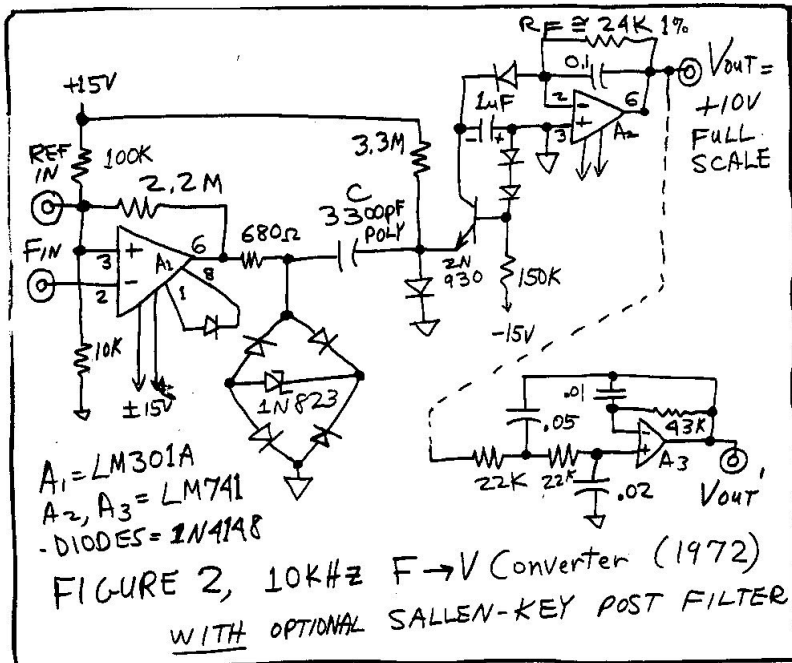 RF ≅ 24K 1%
0.1
VOUT =
+10V
FULL
SCALE
+15V
1uF
- +
2 -
3 +
6
A2
3.3M
REF
IN
100K
2.2M
C
3300pF
POLY
680Ω
FIN
3 +
2 -
A1
6
8
1
2N
930
150K
-15V
10K
±15V
1N823
.01
.05
43K
-
+
A3
22K
22K
.02
VOUT'
A1 = LM301A
A2, A3 = LM741
- DIODES = 1N4148
FIGURE 2, 10KHZ F→V Converter (1972)
WITH OPTIONAL SALLEN-KEY POST FILTER